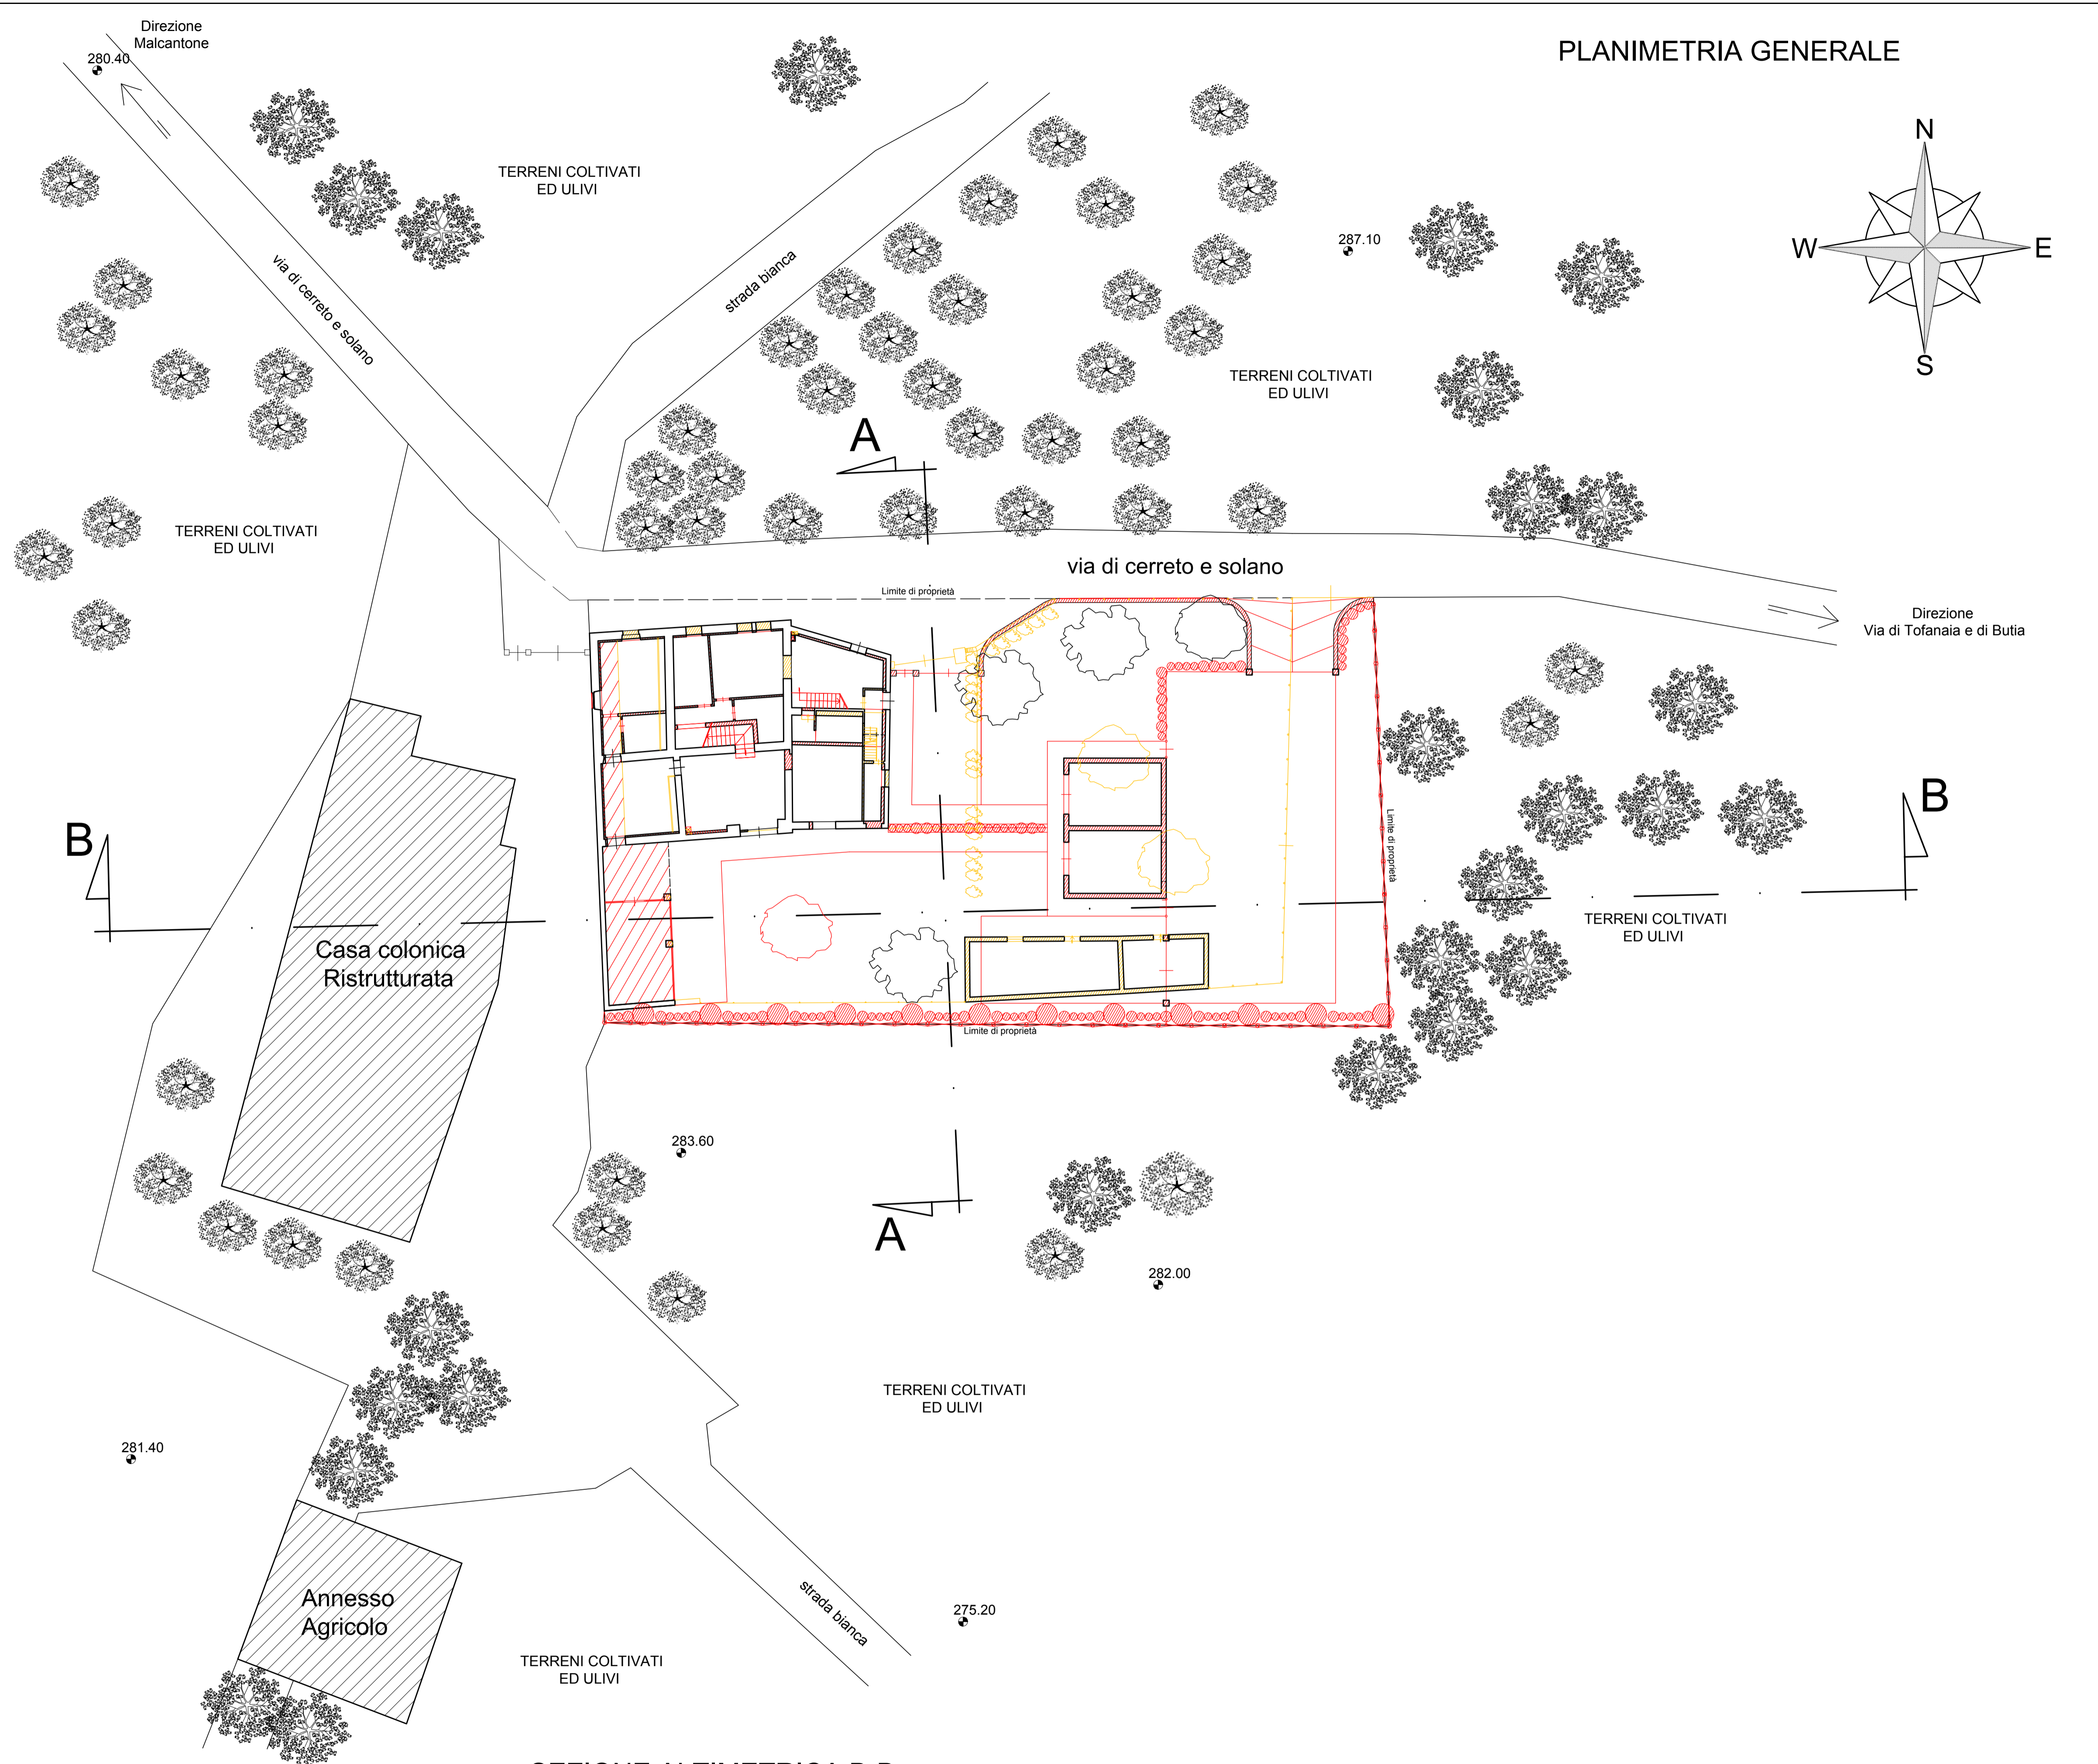 Direzione
Malcantone
280.40
PLANIMETRIA GENERALE
N
W
E
S
TERRENI COLTIVATI
ED ULIVI
via di cerreto e solano
strada bianca
287.10
TERRENI COLTIVATI
ED ULIVI
A
TERRENI COLTIVATI
ED ULIVI
via di cerreto e solano
Limite di proprietà
Direzione
Via di Tofanaia e di Butia
B
B
Limite di proprietà
Casa colonica
Ristrutturata
TERRENI COLTIVATI
ED ULIVI
Limite di proprietà
283.60
A
282.00
TERRENI COLTIVATI
ED ULIVI
281.40
Annesso
Agricolo
strada bianca
275.20
TERRENI COLTIVATI
ED ULIVI